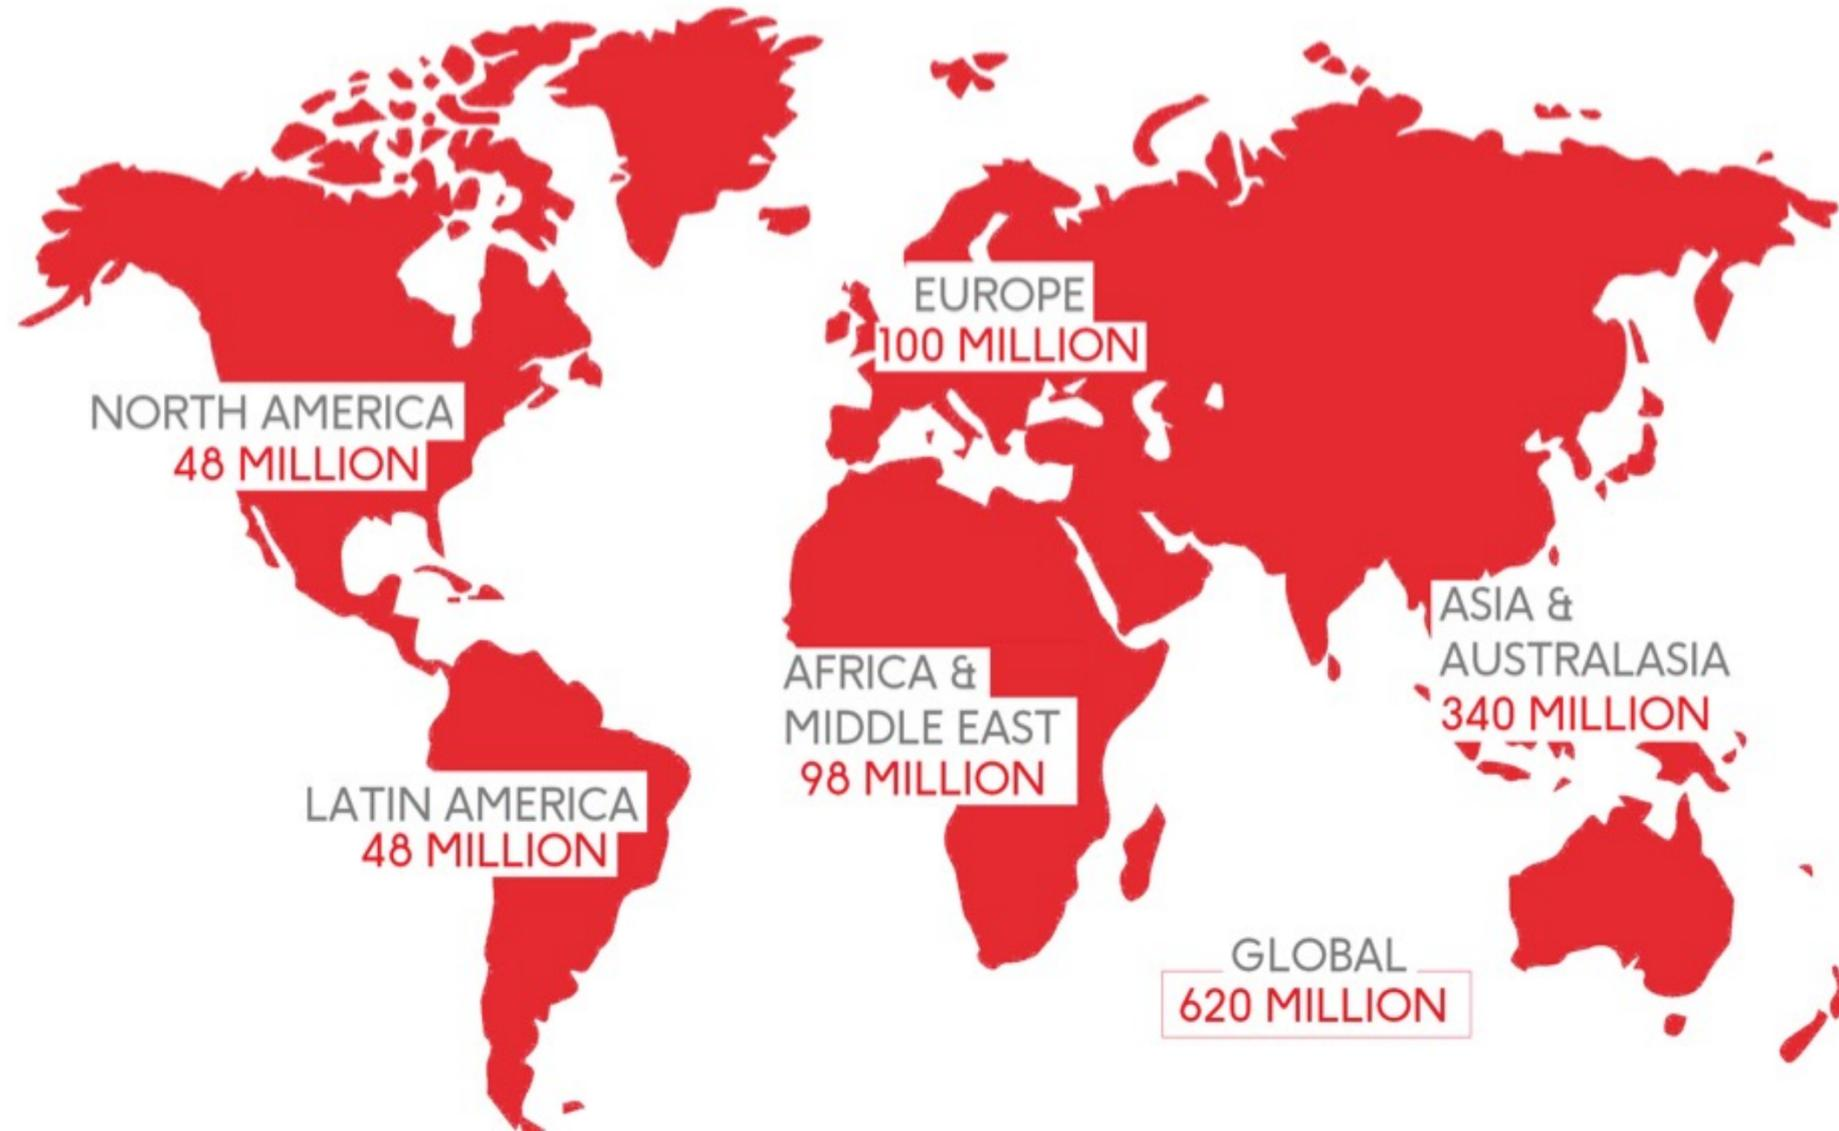 EUROPE
100 MILLION
NORTH AMERICA
48 MILLION
ASIA &
AUSTRALASIA
340 MILLION
AFRICA &
MIDDLE EAST
98 MILLION
LATIN AMERICA
48 MILLION
GLOBAL
620 MILLION